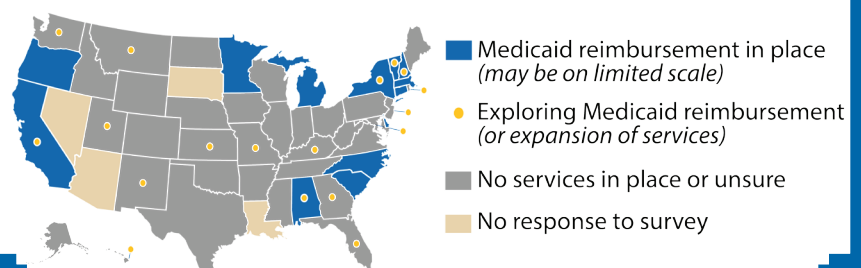 Medicaid reimbursement in place
(may be on limited scale)
Exploring Medicaid reimbursement
(or expansion of services)
No services in place or unsure
No response to survey